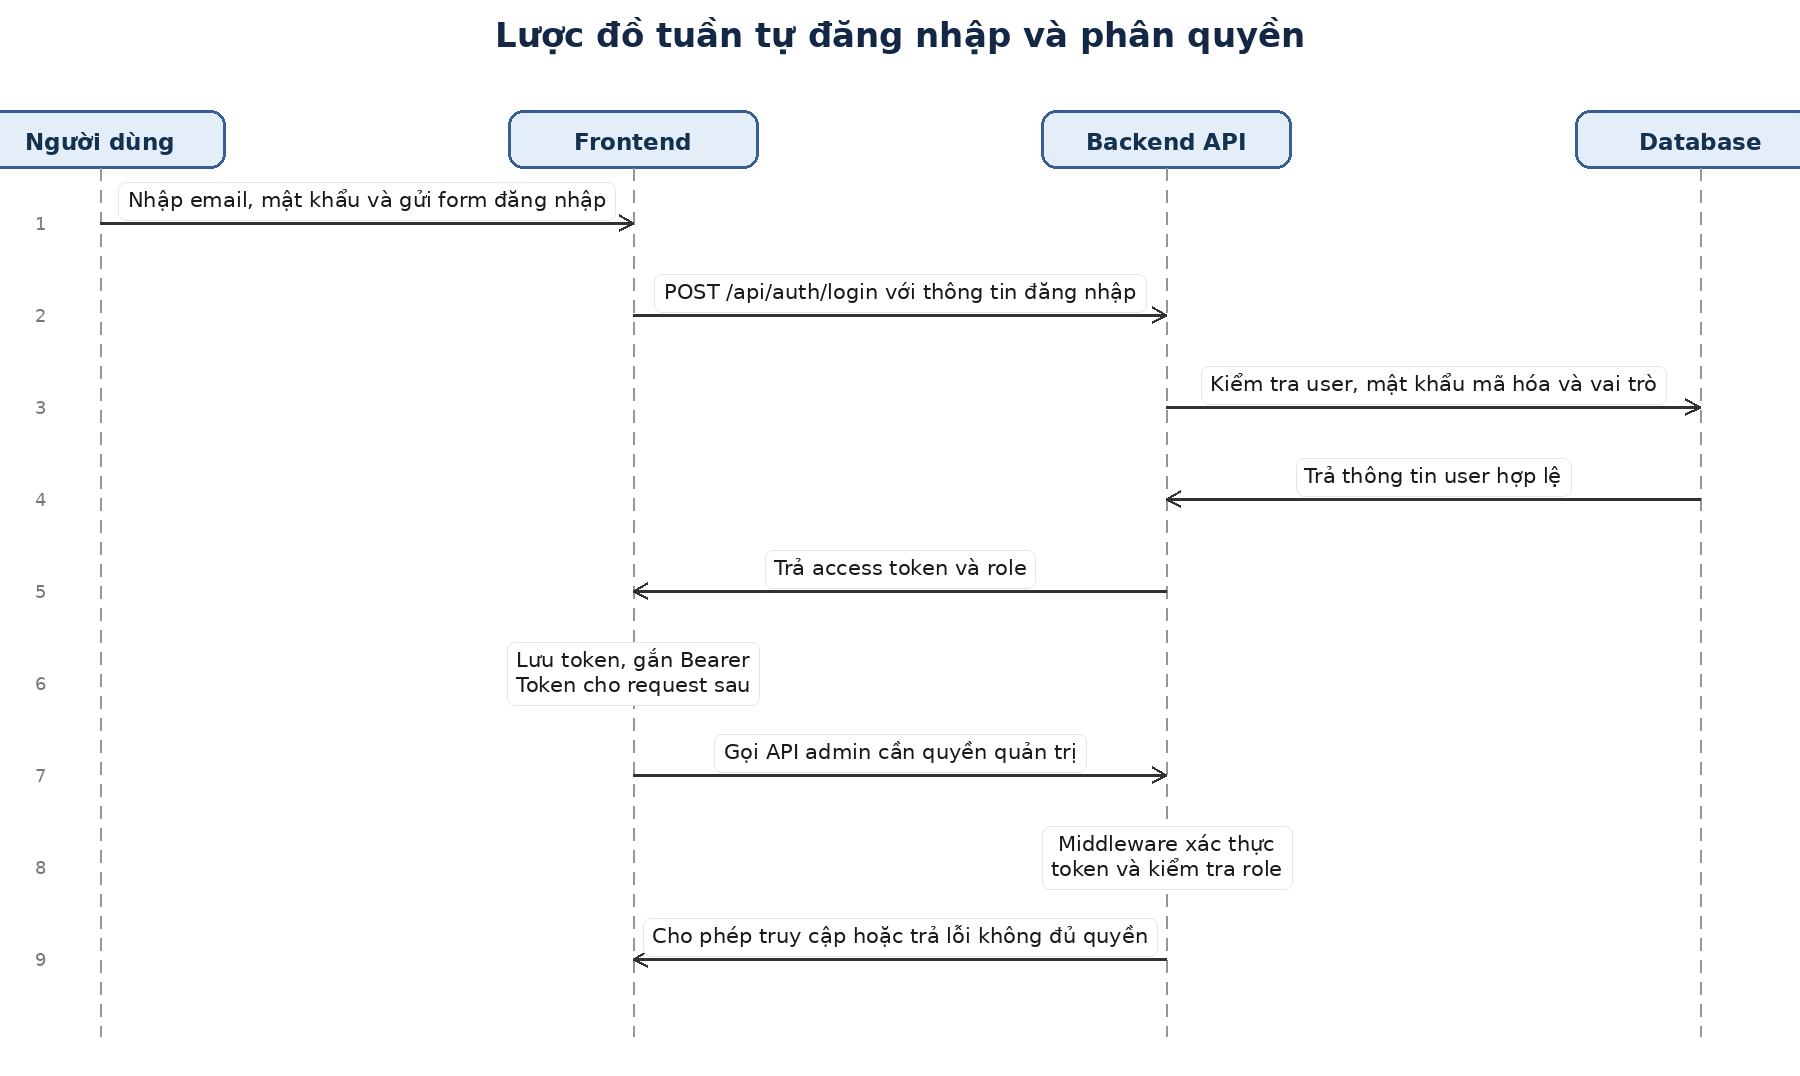 Lược đồ tuần tự đăng nhập và phân quyền
Người dùng
Frontend
Backend API
Database
Nhập email, mật khẩu và gửi form đăng nhập
1
POST /api/auth/login với thông tin đăng nhập
2
Kiểm tra user, mật khẩu mã hóa và vai trò
3
Trả thông tin user hợp lệ
4
Trả access token và role
5
Lưu token, gắn Bearer
Token cho request sau
6
Gọi API admin cần quyền quản trị
7
Middleware xác thực
token và kiểm tra role
8
Cho phép truy cập hoặc trả lỗi không đủ quyền
9